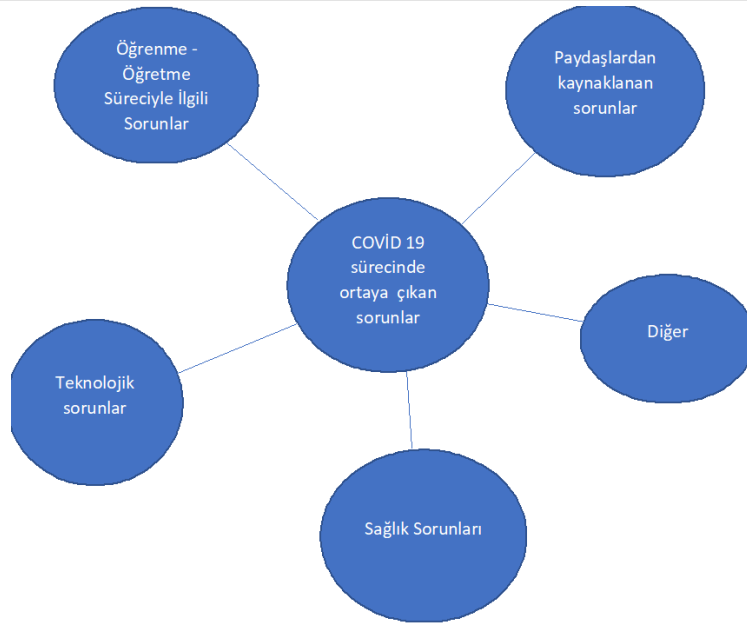 Öğrenme -
Öğretme
Süreciyle İlgili
Sorunlar
Paydaşlardan
kaynaklanan
sorunlar
COVİD 19
sürecinde
ortaya çıkan
sorunlar
Diğer
Teknolojik
sorunlar
Sağlık Sorunları